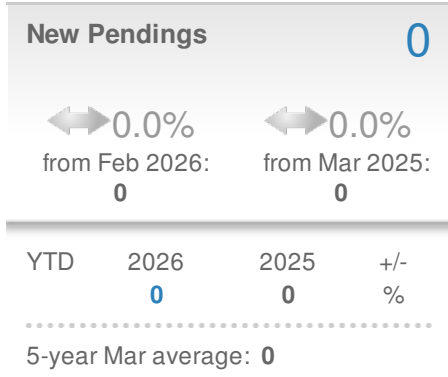 New Pendings 0
0.0% 0.0%
from Feb 2026: from Mar 2025:
0 0
YTD 2026 2025 +/-
0 0 %
5-year Mar average: 0